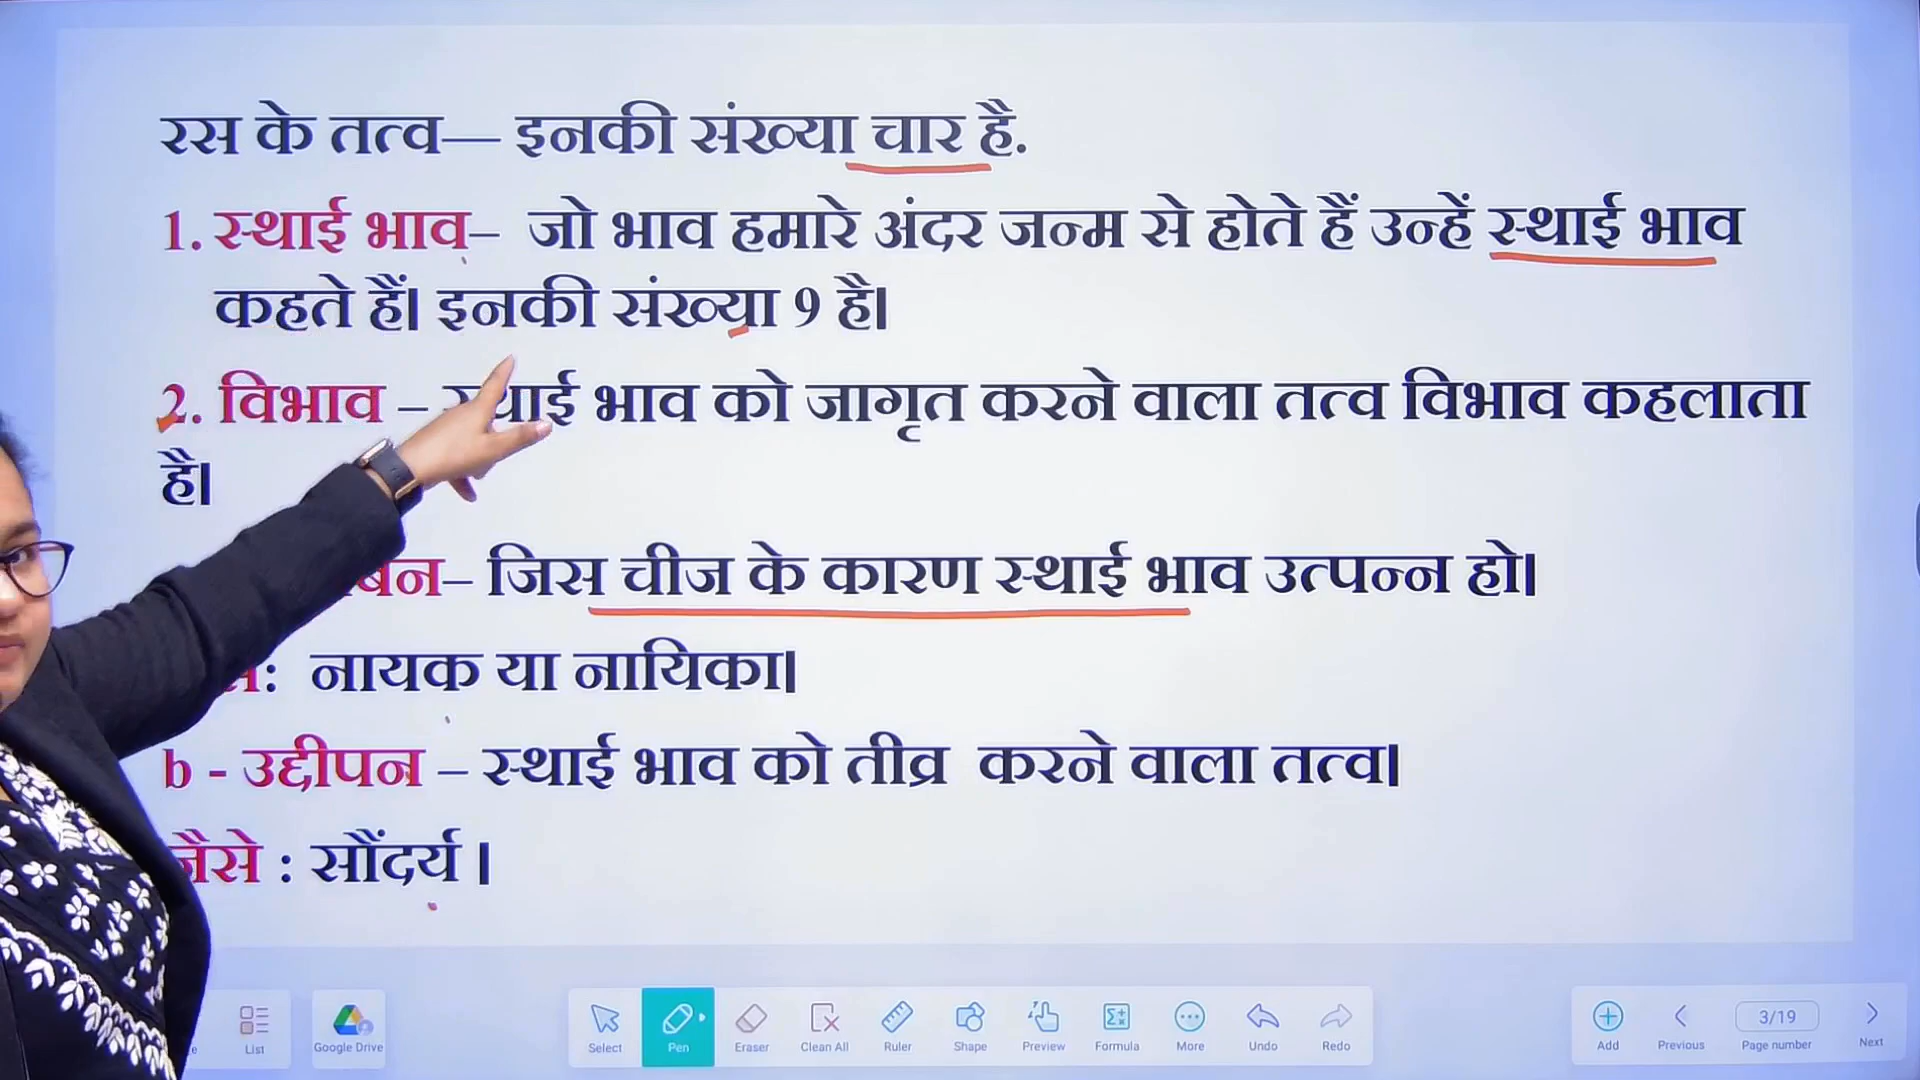 रस के तत्व— इनकी संख्या चार है.
1. स्थाई भाव– जो भाव हमारे अंदर जन्म से होते हैं उन्हें स्थाई भाव
कहते हैं। इनकी संख्या 9 है।
2. विभाव – भाव को जागृत करने वाला तत्व विभाव कहलाता
है।
– जिस चीज के कारण स्थाई भाव उत्पन्न हो।
: नायक या नायिका।
b - उद्दीपन – स्थाई भाव को तीव्र करने वाला तत्व।
जैसे : सौंदर्य ।
List
Google Drive
Select
Pen
Eraser
Clean All
Ruler
Shape
Preview
Formula
More
Undo
Redo
Add
Previous
3/19
Page number
Next